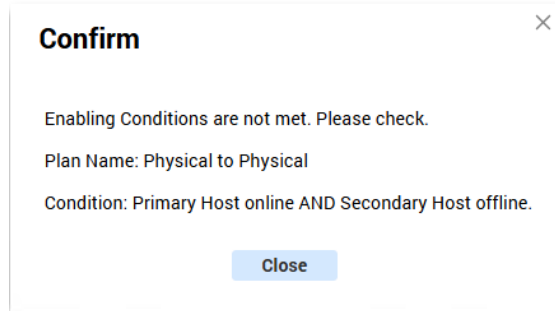 Confirm
Enabling Conditions are not met. Please check.
Plan Name: Physical to Physical
Condition: Primary Host online AND Secondary Host offline.
Close